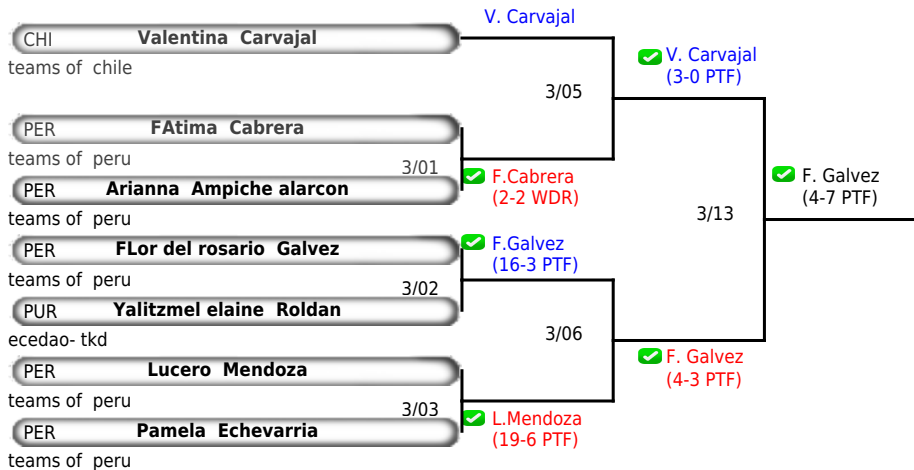 V. Carvajal
CHI Valentina Carvajal
teams of chile
V. Carvajal
(3-0 PTF)
3/05
PER FAtima Cabrera
teams of peru
3/01
F.Cabrera
(2-2 WDR)
PER Arianna Ampiche alarcon
teams of peru
F. Galvez
(4-7 PTF)
3/13
PER FLor del rosario Galvez
F.Galvez
(16-3 PTF)
teams of peru
3/02
PUR Yalitzmel elaine Roldan
ecedao- tkd
3/06
PER Lucero Mendoza
F. Galvez
(4-3 PTF)
teams of peru
3/03
L.Mendoza
(19-6 PTF)
PER Pamela Echevarria
teams of peru